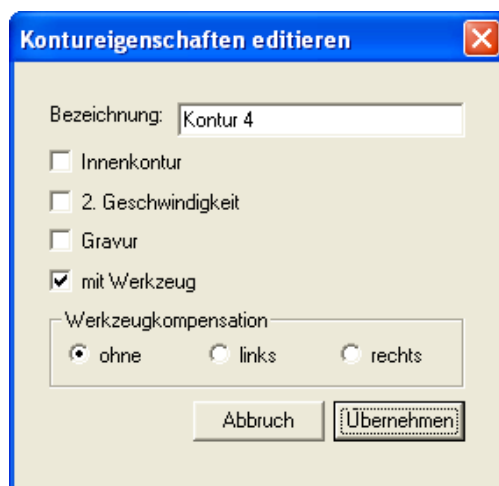 Kontureigenschaften editieren
Bezeichnung: Kontur 4
Innenkontur
2. Geschwindigkeit
Gravur
mit Werkzeug
Werkzeugkompensation
ohne links rechts
Abbruch Übernehmen